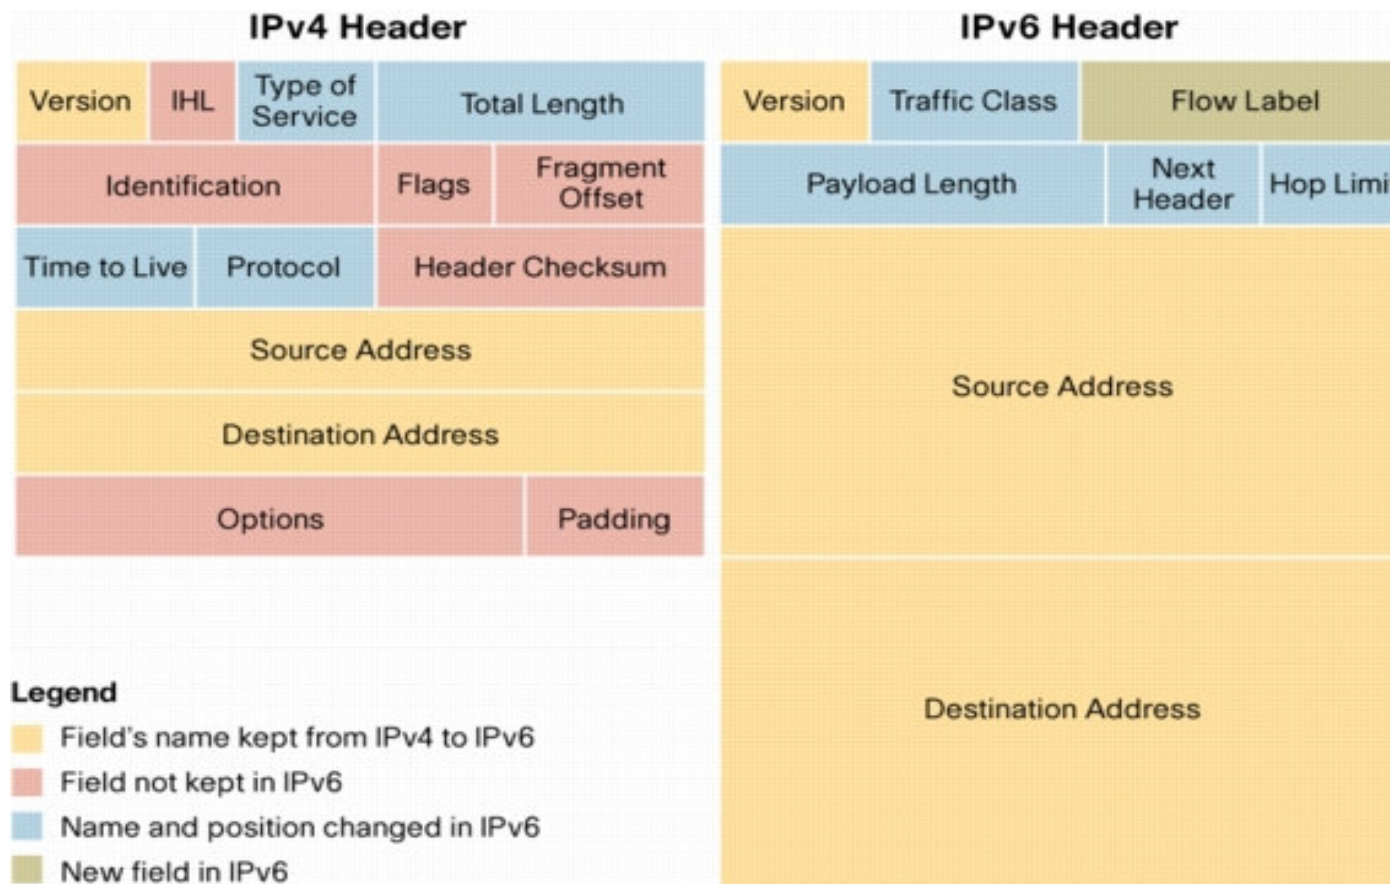 IPv4 Header
IPv6 Header
Version
IHL
Type of
Service
Total Length
Version
Traffic Class
Flow Label
Identification
Flags
Fragment
Offset
Payload Length
Next
Header
Hop Limi
Time to Live
Protocol
Header Checksum
Source Address
Source Address
Destination Address
Options
Padding
Destination Address
Legend
Field's name kept from IPv4 to IPv6
Field not kept in IPv6
Name and position changed in IPv6
New field in IPv6